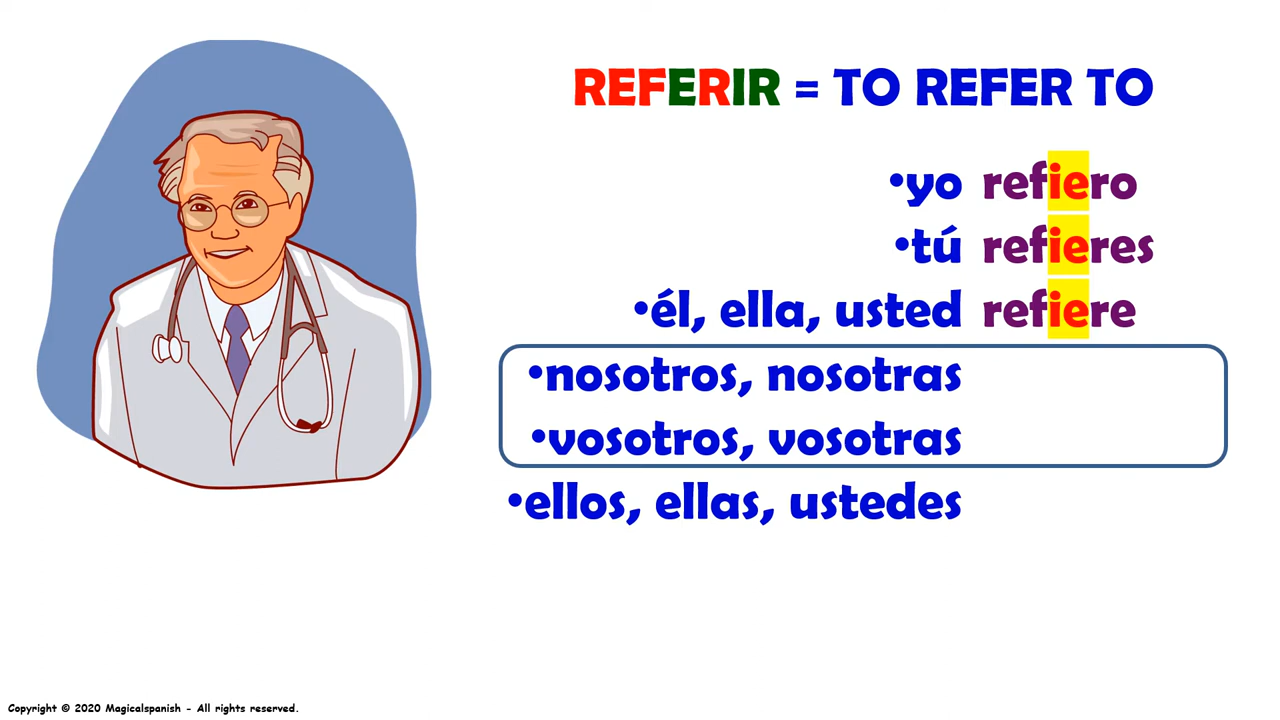 REFERIR = TO REFER TO
•yo refiero
•tú refieres
•él, ella, usted refiere
•nosotros, nosotras
•vosotros, vosotras
•ellos, ellas, ustedes
Copyright © 2020 Magicalspanish - All rights reserved.